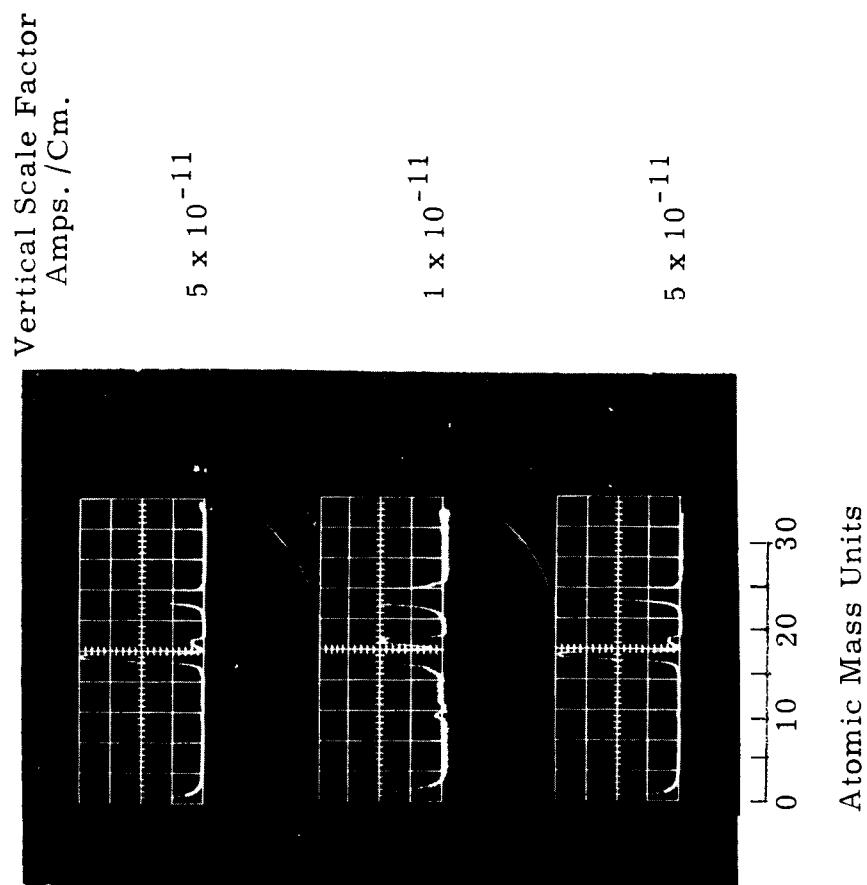 Vertical Scale Factor
Amps. /Cm.
5 x 10⁻¹¹
1 x 10⁻¹¹
5 x 10⁻¹¹
0 10 20 30
Atomic Mass Units